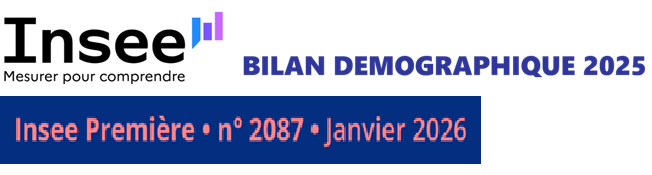 Insee
Mesurer pour comprendre
BILAN DEMOGRAPHIQUE 2025
Insee Première • n° 2087 • Janvier 2026